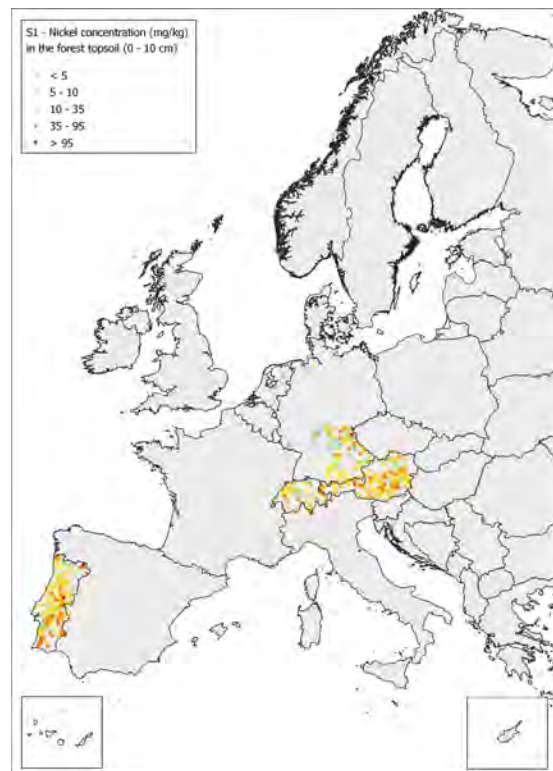 S1 - Nickel concentration (mg/kg)
in the forest topsoil (0 - 10 cm)
< 5
5 - 10
10 - 35
35 - 95
> 95